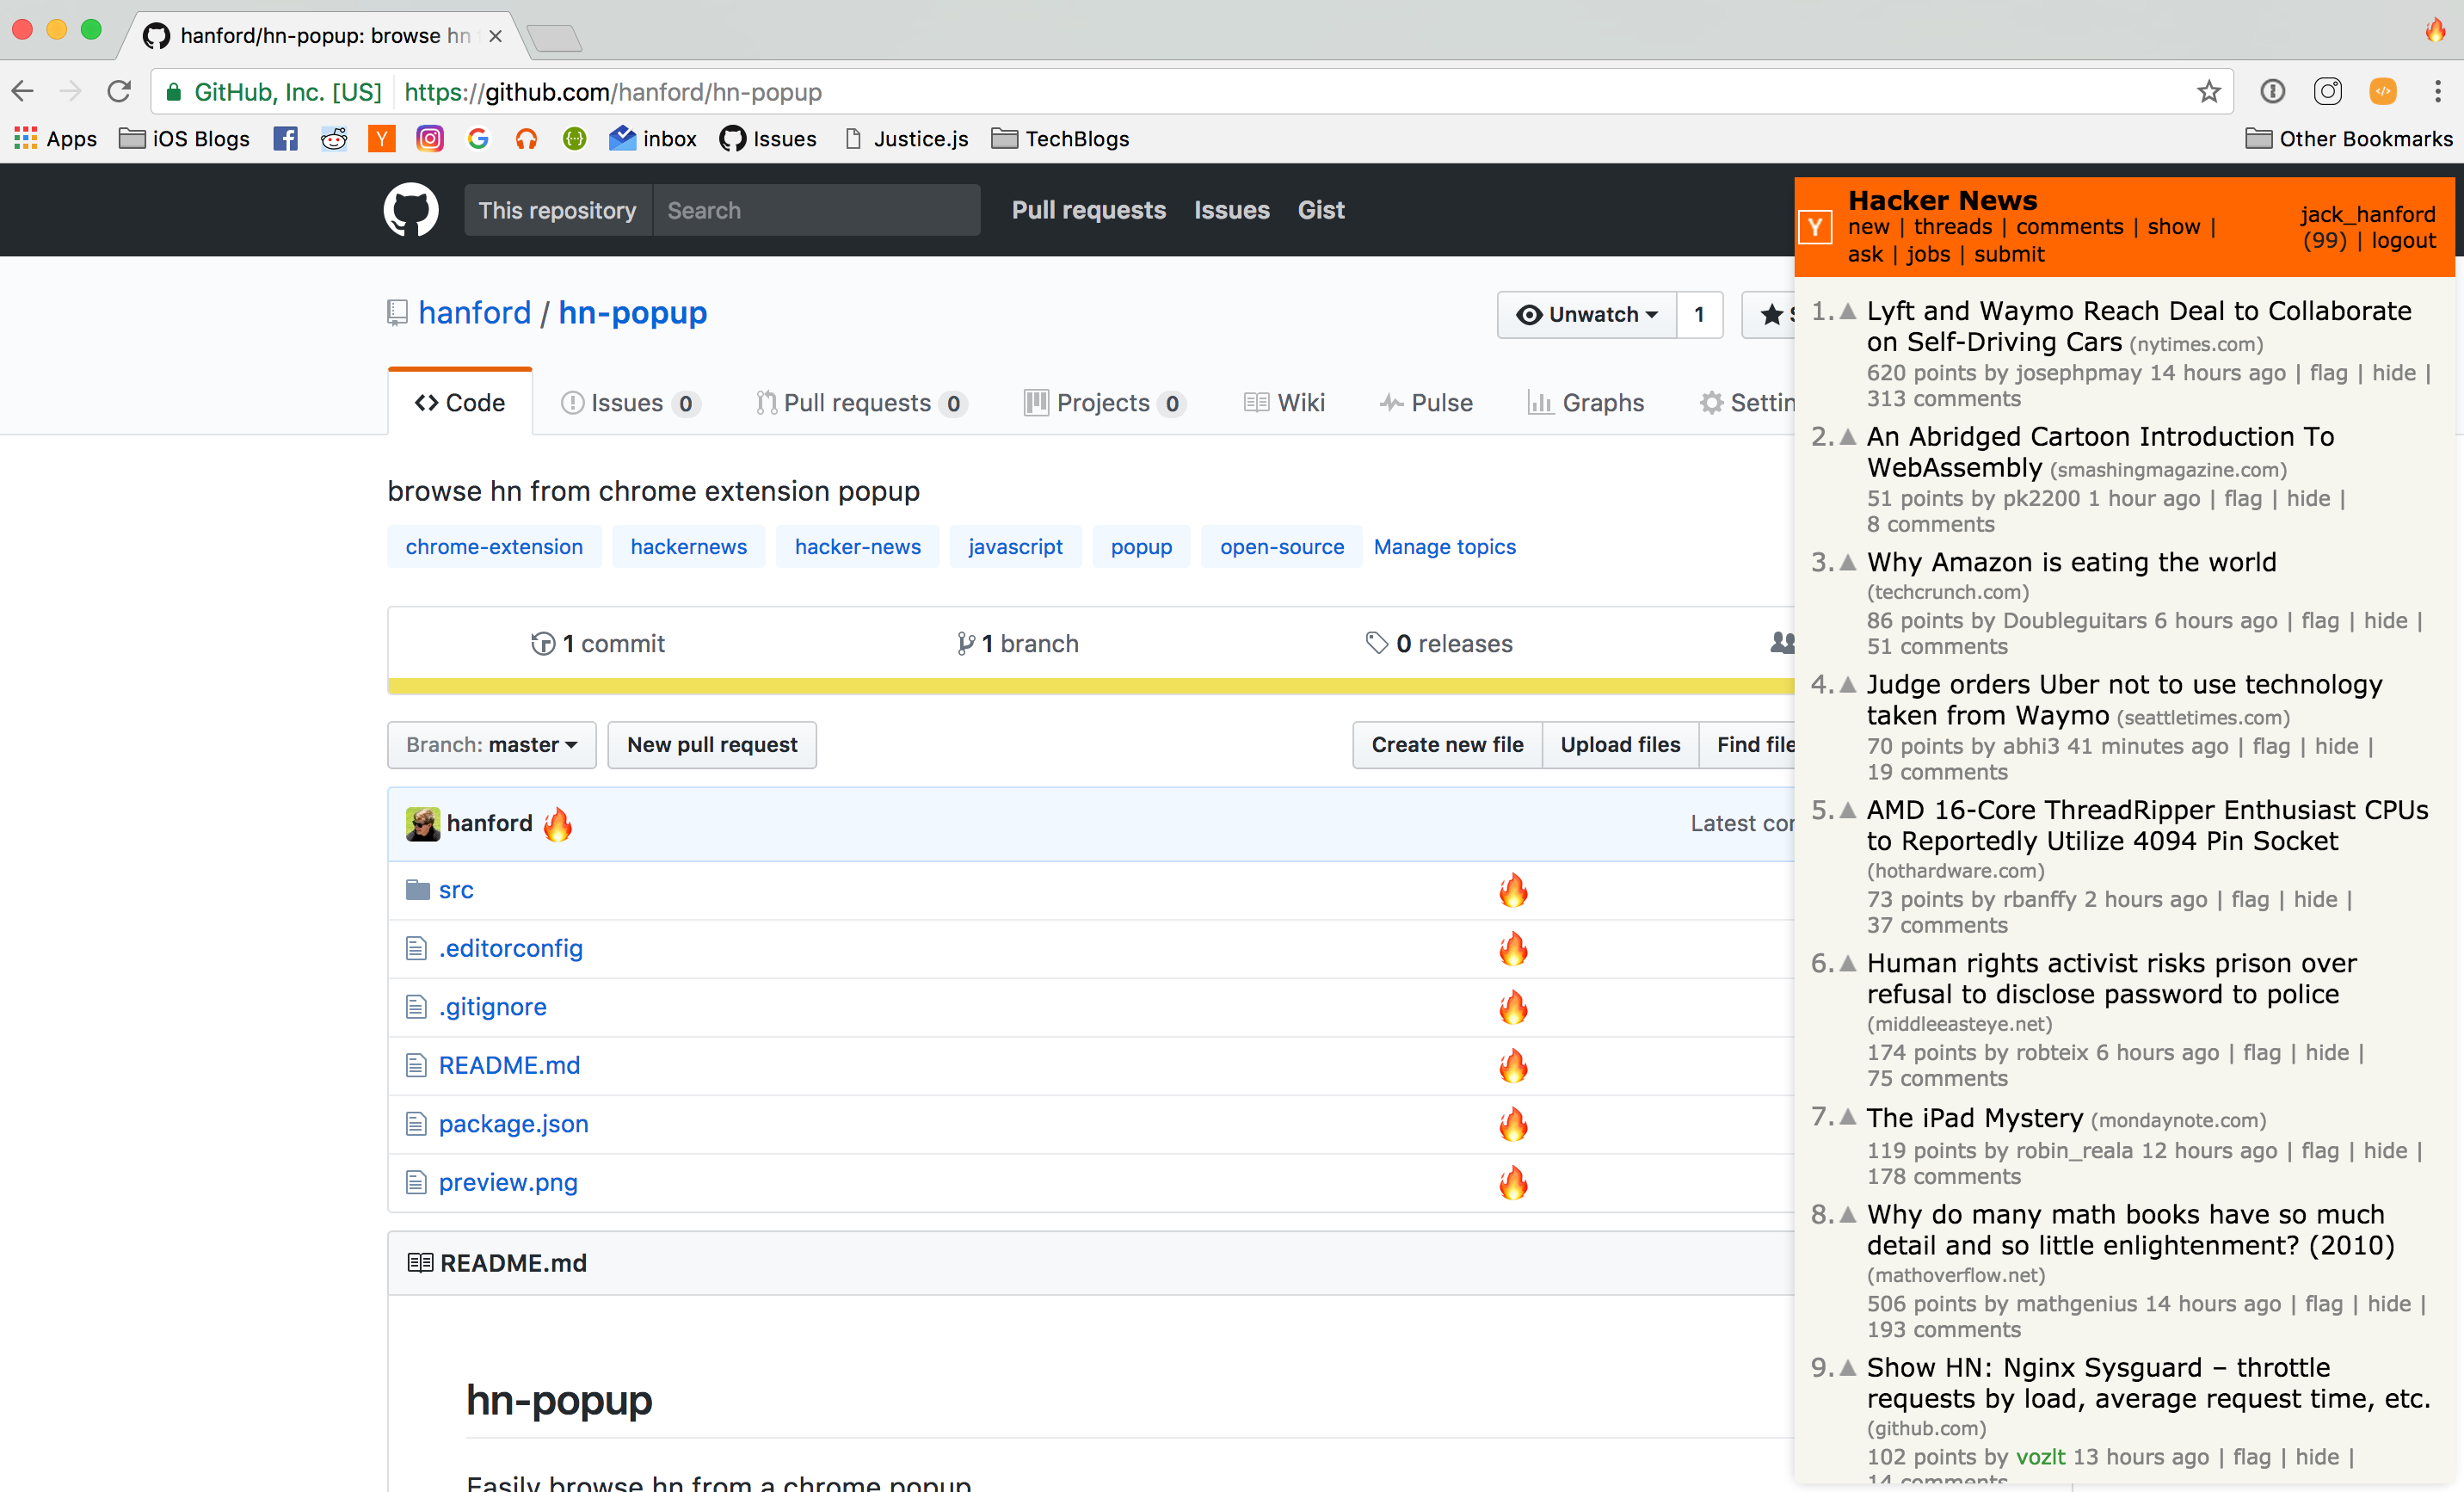 hanford/hn-popup: browse hn
GitHub, Inc. [US] https://github.com/hanford/hn-popup
Apps iOS Blogs inbox Issues Justice.js TechBlogs Other Bookmarks
This repository Search Pull requests Issues Gist
hanford / hn-popup
Unwatch 1
Code Issues 0 Pull requests 0 Projects 0 Wiki Pulse Graphs
browse hn from chrome extension popup
chrome-extension hackernews hacker-news javascript popup open-source Manage topics
1 commit 1 branch 0 releases
Branch: master New pull request Create new file Upload files Find file
hanford Latest
src
.editorconfig
.gitignore
README.md
package.json
preview.png
README.md
hn-popup
Easily browse hn from a chrome popup
Y Hacker News
new | threads | comments | show |
ask | jobs | submit
jack_hanford
(99) | logout
1. Lyft and Waymo Reach Deal to Collaborate
on Self-Driving Cars (nytimes.com)
620 points by josephpmay 14 hours ago | flag | hide |
313 comments
2. An Abridged Cartoon Introduction To
WebAssembly (smashingmagazine.com)
51 points by pk2200 1 hour ago | flag | hide |
8 comments
3. Why Amazon is eating the world
(techcrunch.com)
86 points by Doubleguitars 6 hours ago | flag | hide |
51 comments
4. Judge orders Uber not to use technology
taken from Waymo (seattletimes.com)
70 points by abhi3 41 minutes ago | flag | hide |
19 comments
5. AMD 16-Core ThreadRipper Enthusiast CPUs
to Reportedly Utilize 4094 Pin Socket
(hothardware.com)
73 points by rbanffy 2 hours ago | flag | hide |
37 comments
6. Human rights activist risks prison over
refusal to disclose password to police
(middleeasteye.net)
174 points by robteix 6 hours ago | flag | hide |
75 comments
7. The iPad Mystery (mondaynote.com)
119 points by robin_reala 12 hours ago | flag | hide |
178 comments
8. Why do many math books have so much
detail and so little enlightenment? (2010)
(mathoverflow.net)
506 points by mathgenius 14 hours ago | flag | hide |
193 comments
9. Show HN: Nginx Sysguard – throttle
requests by load, average request time, etc.
(github.com)
102 points by vozlt 13 hours ago | flag | hide |
14 comments